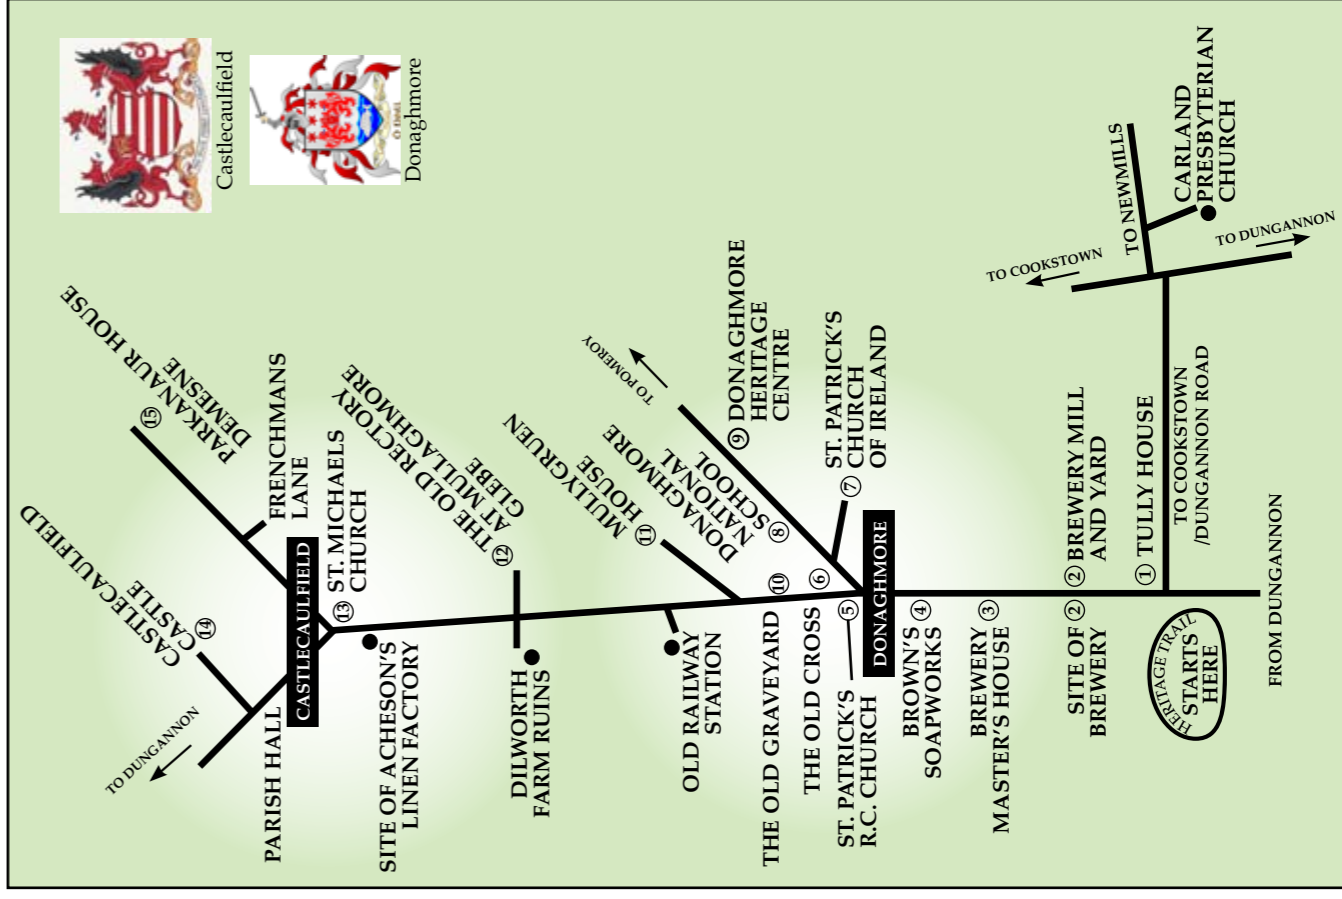 Castlecaulfield
Donaghmore
TO DUNGANNON
PARISH HALL
CASTLECAULFIELD
CASTLE
⑭
PARKANAUR HOUSE
DEMESNE
⑮
FRENCHMANS
LANE
CASTLECAULFIELD
⑬ ST. MICHAELS
CHURCH
SITE OF ACHESON'S
LINEN FACTORY
THE OLD RECTORY
AT MULLAGHMORE
GLEBE
⑫
DILWORTH
FARM RUINS
MULLYGRUEN
HOUSE
⑪
OLD RAILWAY
STATION
DONAGHMORE
NATIONAL
SCHOOL
⑧
TO POMEROY
⑨ DONAGHMORE
HERITAGE
CENTRE
THE OLD GRAVEYARD ⑩
THE OLD CROSS ⑥
ST. PATRICK'S
R.C. CHURCH
⑤
⑦ ST. PATRICK'S
CHURCH
OF IRELAND
DONAGHMORE
BROWN'S ④
SOAPWORKS
BREWERY ③
MASTER'S HOUSE
SITE OF ②
BREWERY
② BREWERY MILL
AND YARD
① TULLY HOUSE
TO COOKSTOWN
/DUNGANNON ROAD
HERITAGE TRAIL
STARTS
HERE
FROM DUNGANNON
TO COOKSTOWN
TO NEWMILLS
CARLAND
PRESBYTERIAN
CHURCH
TO DUNGANNON